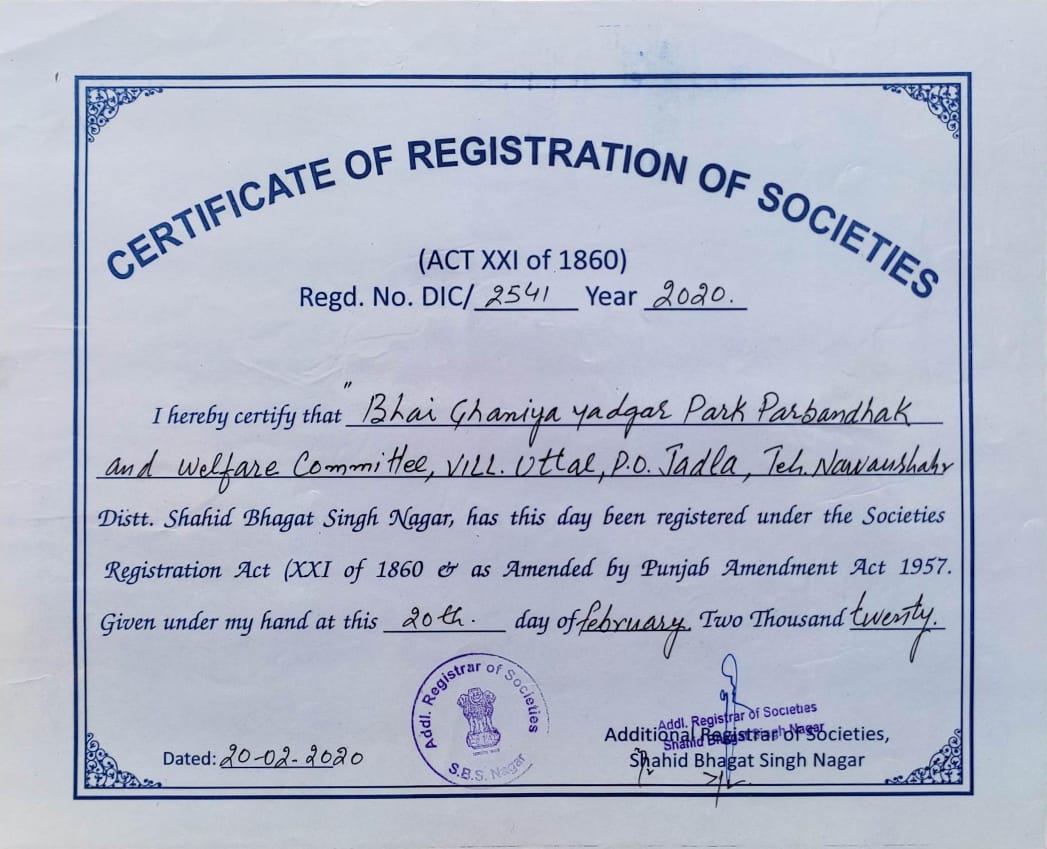 CERTIFICATE OF REGISTRATION OF SOCIETIES
(ACT XXI of 1860)
Regd. No. DIC/ 2541 Year 2020.
I hereby certify that "Bhai Ghaniya yadgar Park Parbandhak
and Welfare Committee, VILL. Uttal, P.O. Jadla, Teh. Nawanshahr
Distt. Shahid Bhagat Singh Nagar, has this day been registered under the Societies
Registration Act (XXI of 1860 & as Amended by Punjab Amendment Act 1957.
Given under my hand at this 20th. day of february. Two Thousand twenty.
Addl. Registrar of Societies
S.B.S. Nagar
Addl. Registrar of Societies
Shahid Bhagat Singh Nagar
Additional Registrar of Societies,
Shahid Bhagat Singh Nagar
Dated: 20-02-2020